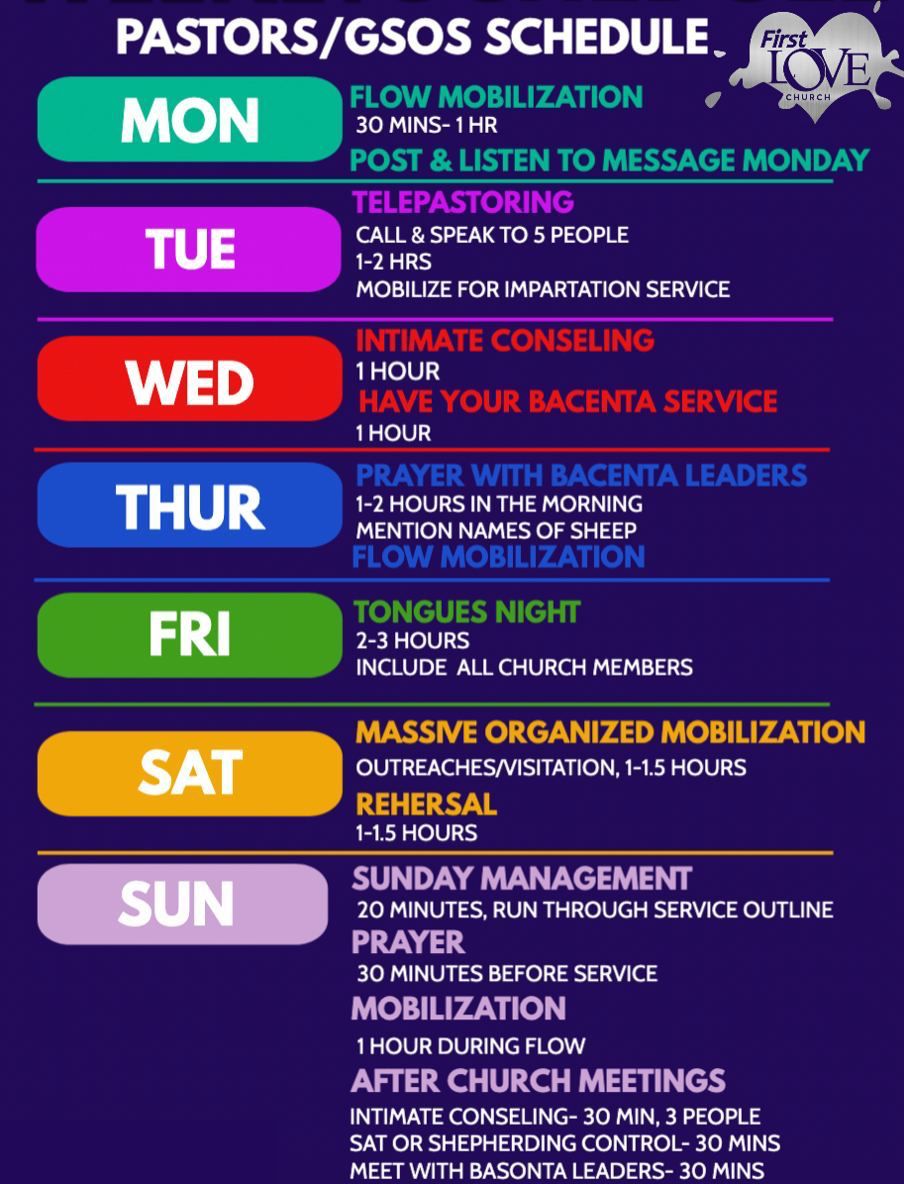 PASTORS/GSOS SCHEDULE
First
LOVE
CHURCH
MON
FLOW MOBILIZATION
30 MINS- 1 HR
POST & LISTEN TO MESSAGE MONDAY
TUE
TELEPASTORING
CALL & SPEAK TO 5 PEOPLE
1-2 HRS
MOBILIZE FOR IMPARTATION SERVICE
WED
INTIMATE CONSELING
1 HOUR
HAVE YOUR BACENTA SERVICE
1 HOUR
THUR
PRAYER WITH BACENTA LEADERS
1-2 HOURS IN THE MORNING
MENTION NAMES OF SHEEP
FLOW MOBILIZATION
FRI
TONGUES NIGHT
2-3 HOURS
INCLUDE ALL CHURCH MEMBERS
SAT
MASSIVE ORGANIZED MOBILIZATION
OUTREACHES/VISITATION, 1-1.5 HOURS
REHERSAL
1-1.5 HOURS
SUN
SUNDAY MANAGEMENT
20 MINUTES, RUN THROUGH SERVICE OUTLINE
PRAYER
30 MINUTES BEFORE SERVICE
MOBILIZATION
1 HOUR DURING FLOW
AFTER CHURCH MEETINGS
INTIMATE CONSELING- 30 MIN, 3 PEOPLE
SAT OR SHEPHERDING CONTROL- 30 MINS
MEET WITH BASONTA LEADERS- 30 MINS